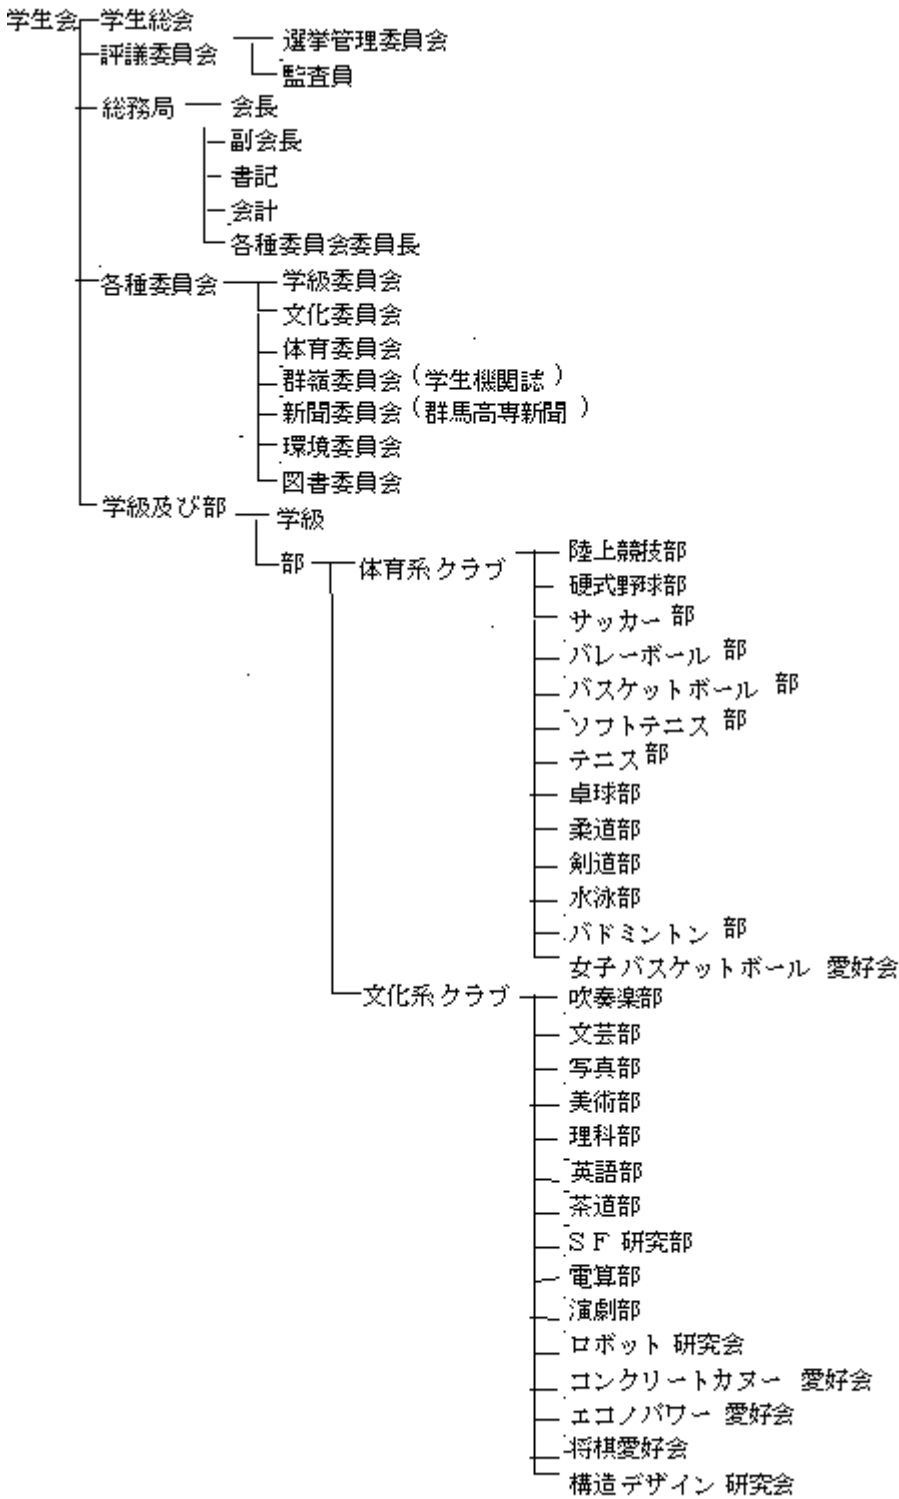 学生会 学生総会
評議委員会 選挙管理委員会
監査員
総務局 会長
副会長
書記
会計
各種委員会委員長
各種委員会 学級委員会
文化委員会
体育委員会
群嶺委員会(学生機関誌)
新聞委員会(群馬高専新聞)
環境委員会
図書委員会
学級及び部 学級
部 体育系クラブ 陸上競技部
硬式野球部
サッカー部
バレーボール部
バスケットボール部
ソフトテニス部
テニス部
卓球部
柔道部
剣道部
水泳部
バドミントン部
女子バスケットボール愛好会
文化系クラブ 吹奏楽部
文芸部
写真部
美術部
理科部
英語部
茶道部
SF研究部
電算部
演劇部
ロボット研究会
コンクリートカヌー愛好会
エコノパワー愛好会
将棋愛好会
構造デザイン研究会